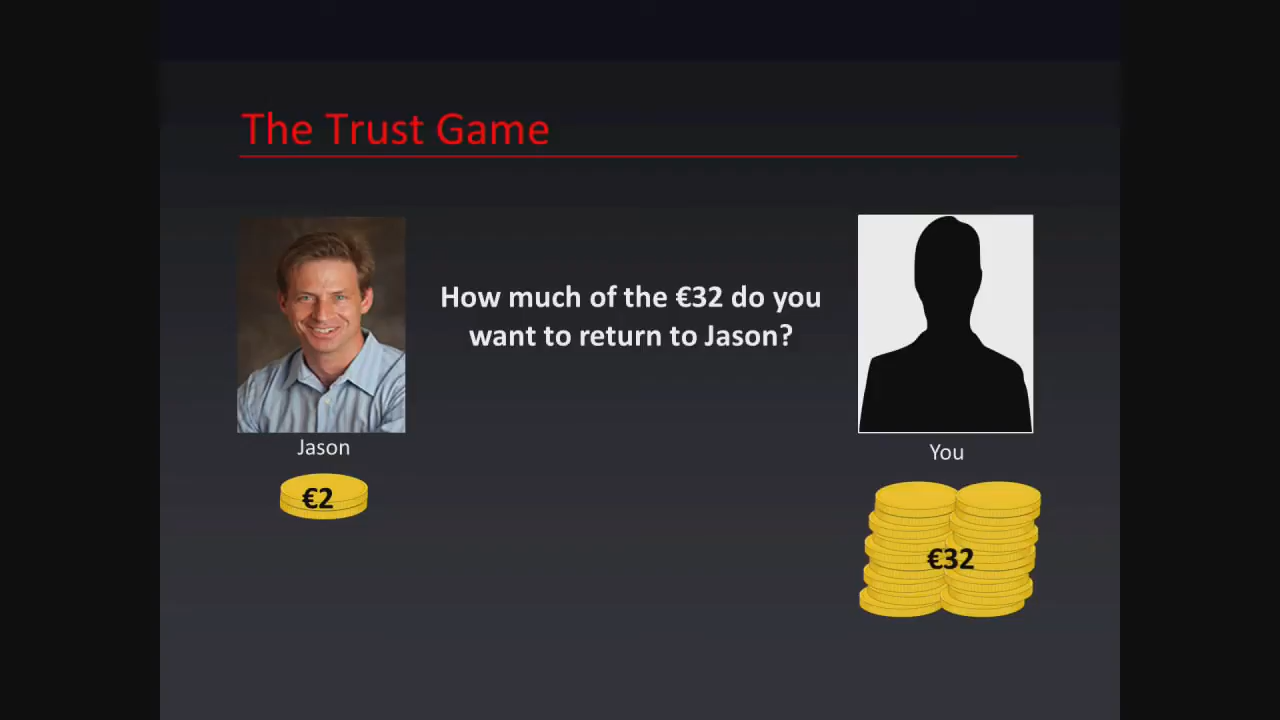 The Trust Game
How much of the €32 do you
want to return to Jason?
Jason
You
€2
€32